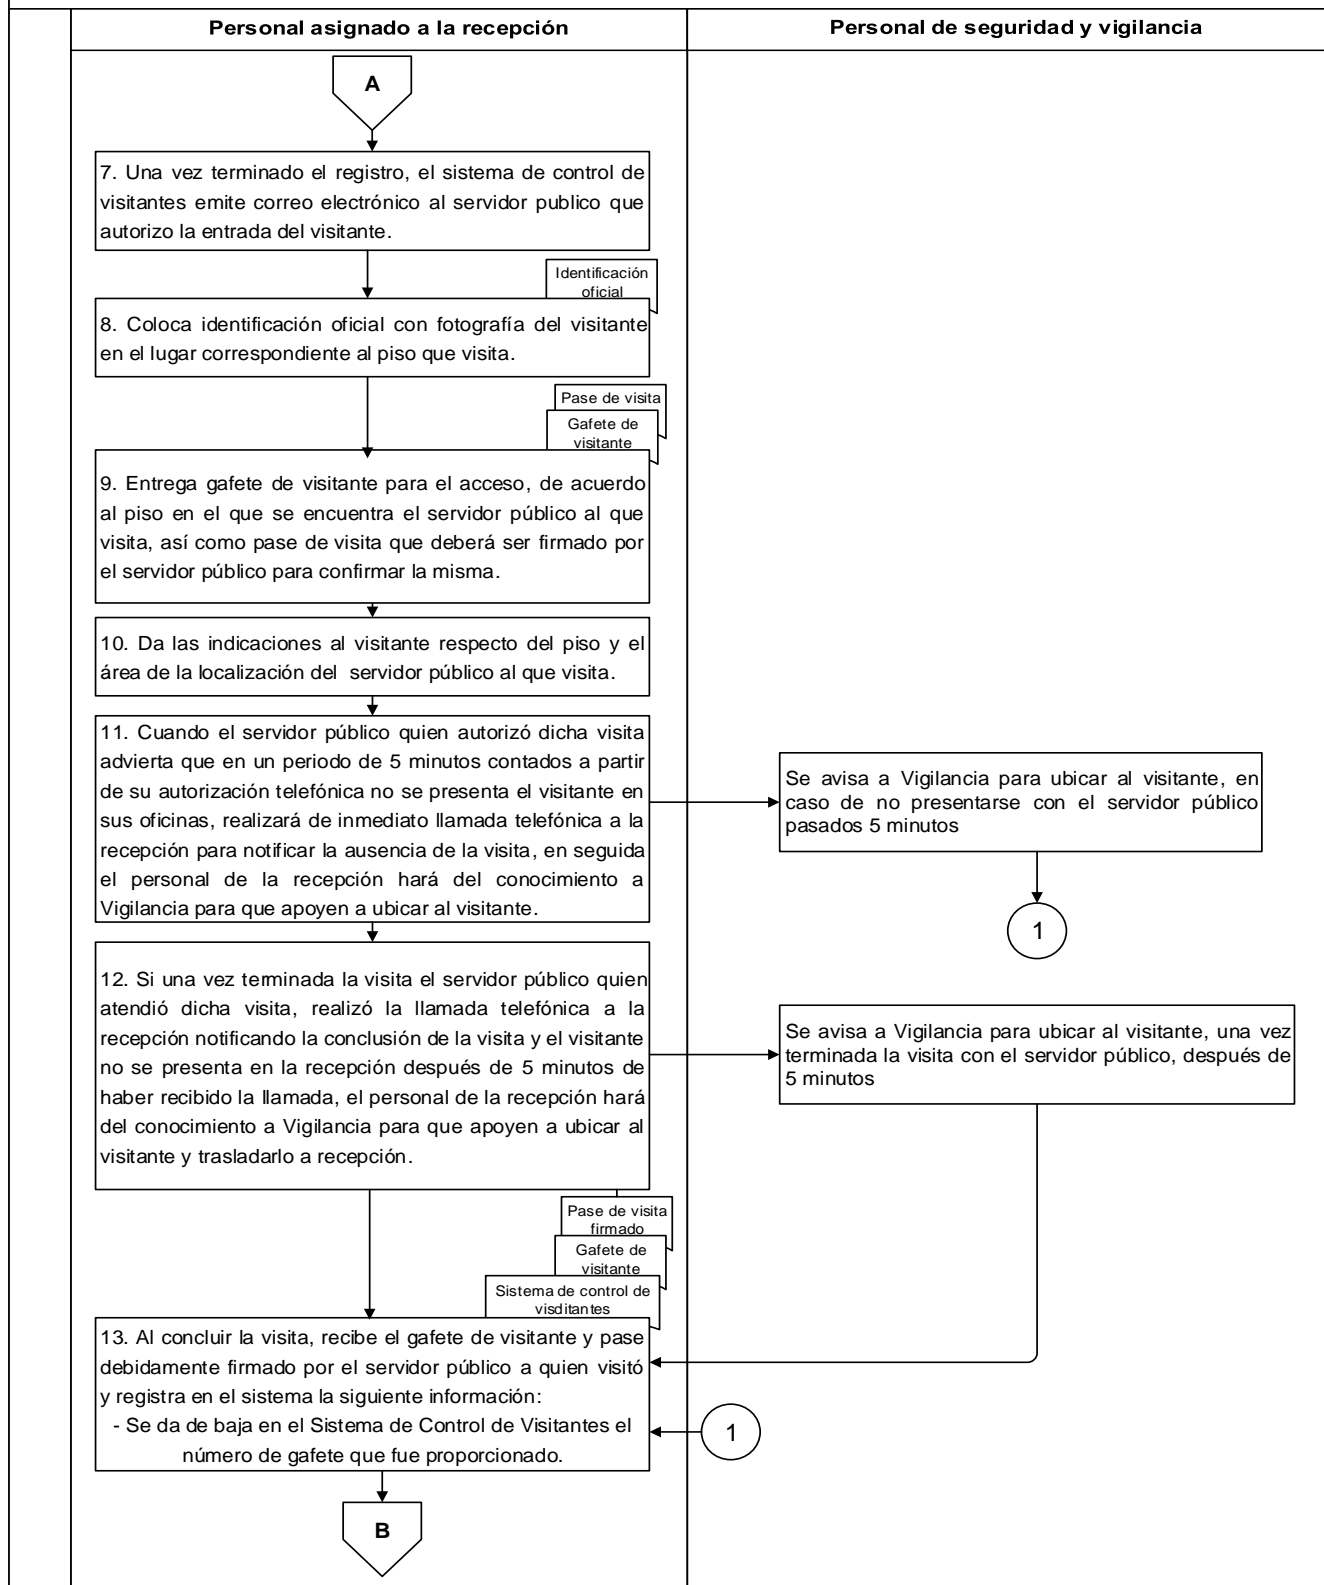 Personal asignado a la recepción
Personal de seguridad y vigilancia
A
7. Una vez terminado el registro, el sistema de control de
visitantes emite correo electrónico al servidor publico que
autorizo la entrada del visitante.
Identificación
oficial
8. Coloca identificación oficial con fotografía del visitante
en el lugar correspondiente al piso que visita.
Pase de visita
Gafete de
visitante
9. Entrega gafete de visitante para el acceso, de acuerdo
al piso en el que se encuentra el servidor público al que
visita, así como pase de visita que deberá ser firmado por
el servidor público para confirmar la misma.
10. Da las indicaciones al visitante respecto del piso y el
área de la localización del servidor público al que visita.
11. Cuando el servidor público quien autorizó dicha visita
advierta que en un periodo de 5 minutos contados a partir
de su autorización telefónica no se presenta el visitante en
sus oficinas, realizará de inmediato llamada telefónica a la
recepción para notificar la ausencia de la visita, en seguida
el personal de la recepción hará del conocimiento a
Vigilancia para que apoyen a ubicar al visitante.
Se avisa a Vigilancia para ubicar al visitante, en
caso de no presentarse con el servidor público
pasados 5 minutos
1
12. Si una vez terminada la visita el servidor público quien
atendió dicha visita, realizó la llamada telefónica a la
recepción notificando la conclusión de la visita y el visitante
no se presenta en la recepción después de 5 minutos de
haber recibido la llamada, el personal de la recepción hará
del conocimiento a Vigilancia para que apoyen a ubicar al
visitante y trasladarlo a recepción.
Se avisa a Vigilancia para ubicar al visitante, una vez
terminada la visita con el servidor público, después de
5 minutos
Pase de visita
firmado
Gafete de
visitante
Sistema de control de
visditantes
13. Al concluir la visita, recibe el gafete de visitante y pase
debidamente firmado por el servidor público a quien visitó
y registra en el sistema la siguiente información:
- Se da de baja en el Sistema de Control de Visitantes el
número de gafete que fue proporcionado.
1
B